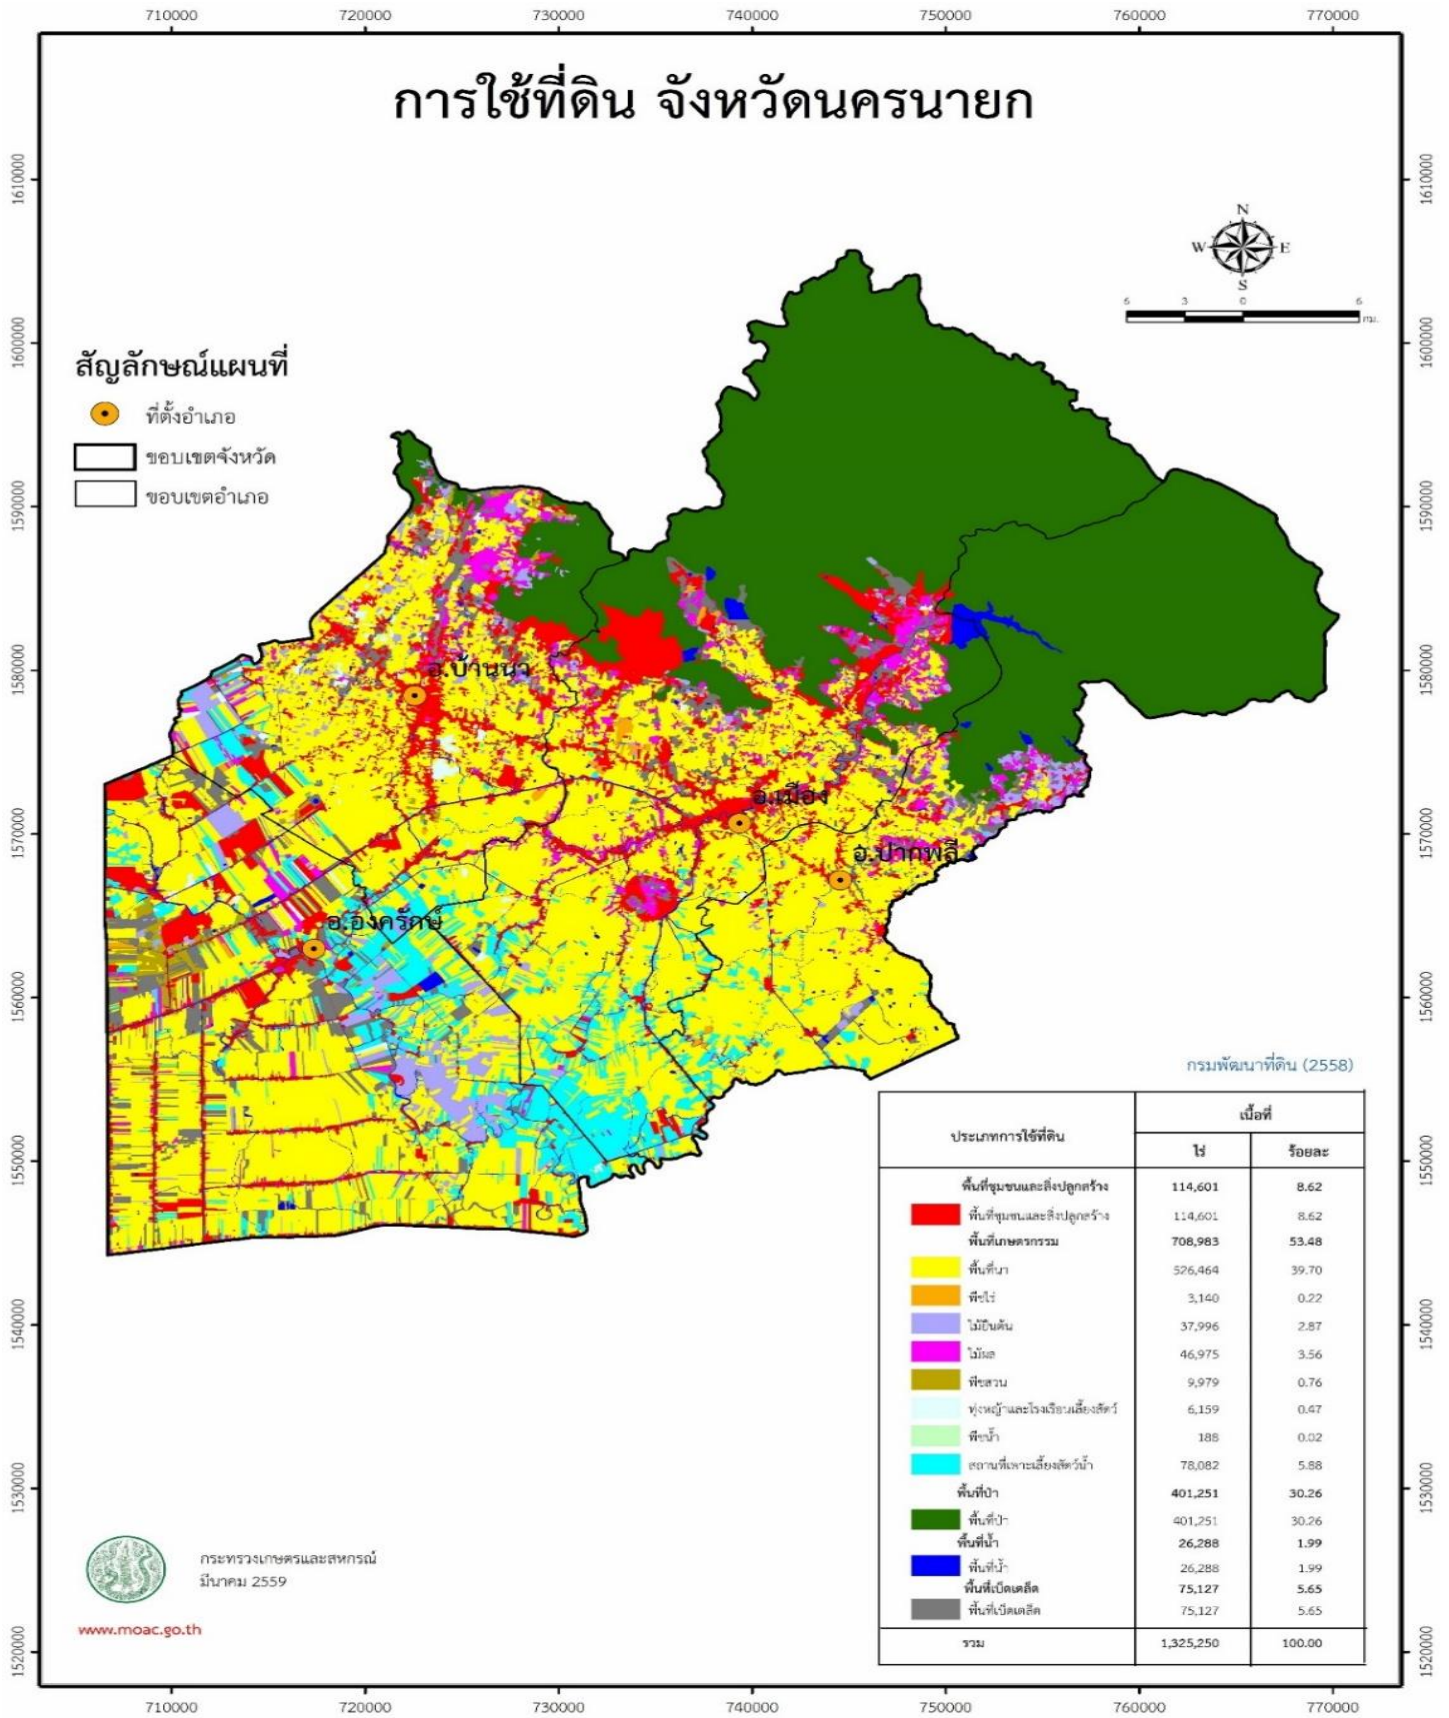 710000 720000 730000 740000 750000 760000 770000
การใช้ที่ดิน จังหวัดนครนายก
1610000 1610000
N
W E
S
6 3 0 6
กม.
1600000 1600000
สัญลักษณ์แผนที่
ที่ตั้งอำเภอ
ขอบเขตจังหวัด
ขอบเขตอำเภอ
1590000 1590000
1580000 1580000
อ.บ้านนา
อ.เมือง
1570000 1570000
อ.ปากพลี
อ.องครักษ์
1560000 1560000
กรมพัฒนาที่ดิน (2558)
ประเภทการใช้ที่ดิน เนื้อที่
ไร่ ร้อยละ
1550000 1550000
พื้นที่ชุมชนและสิ่งปลูกสร้าง 114,601 8.62
พื้นที่ชุมชนและสิ่งปลูกสร้าง 114,601 8.62
พื้นที่เกษตรกรรม 708,983 53.48
พื้นที่นา 526,464 39.70
พืชไร่ 3,140 0.22
1540000 1540000
ไม้ยืนต้น 37,996 2.87
ไม้ผล 46,975 3.56
พืชสวน 9,979 0.76
ทุ่งหญ้าและโรงเรือนเลี้ยงสัตว์ 6,159 0.47
พืชน้ำ 188 0.02
สถานที่เพาะเลี้ยงสัตว์น้ำ 78,082 5.88
1530000 1530000
พื้นที่ป่า 401,251 30.26
พื้นที่ป่า 401,251 30.26
พื้นที่น้ำ 26,288 1.99
พื้นที่น้ำ 26,288 1.99
พื้นที่เบ็ดเตล็ด 75,127 5.65
พื้นที่เบ็ดเตล็ด 75,127 5.65
รวม 1,325,250 100.00
กระทรวงเกษตรและสหกรณ์
มีนาคม 2559
www.moac.go.th
1520000 1520000
710000 720000 730000 740000 750000 760000 770000